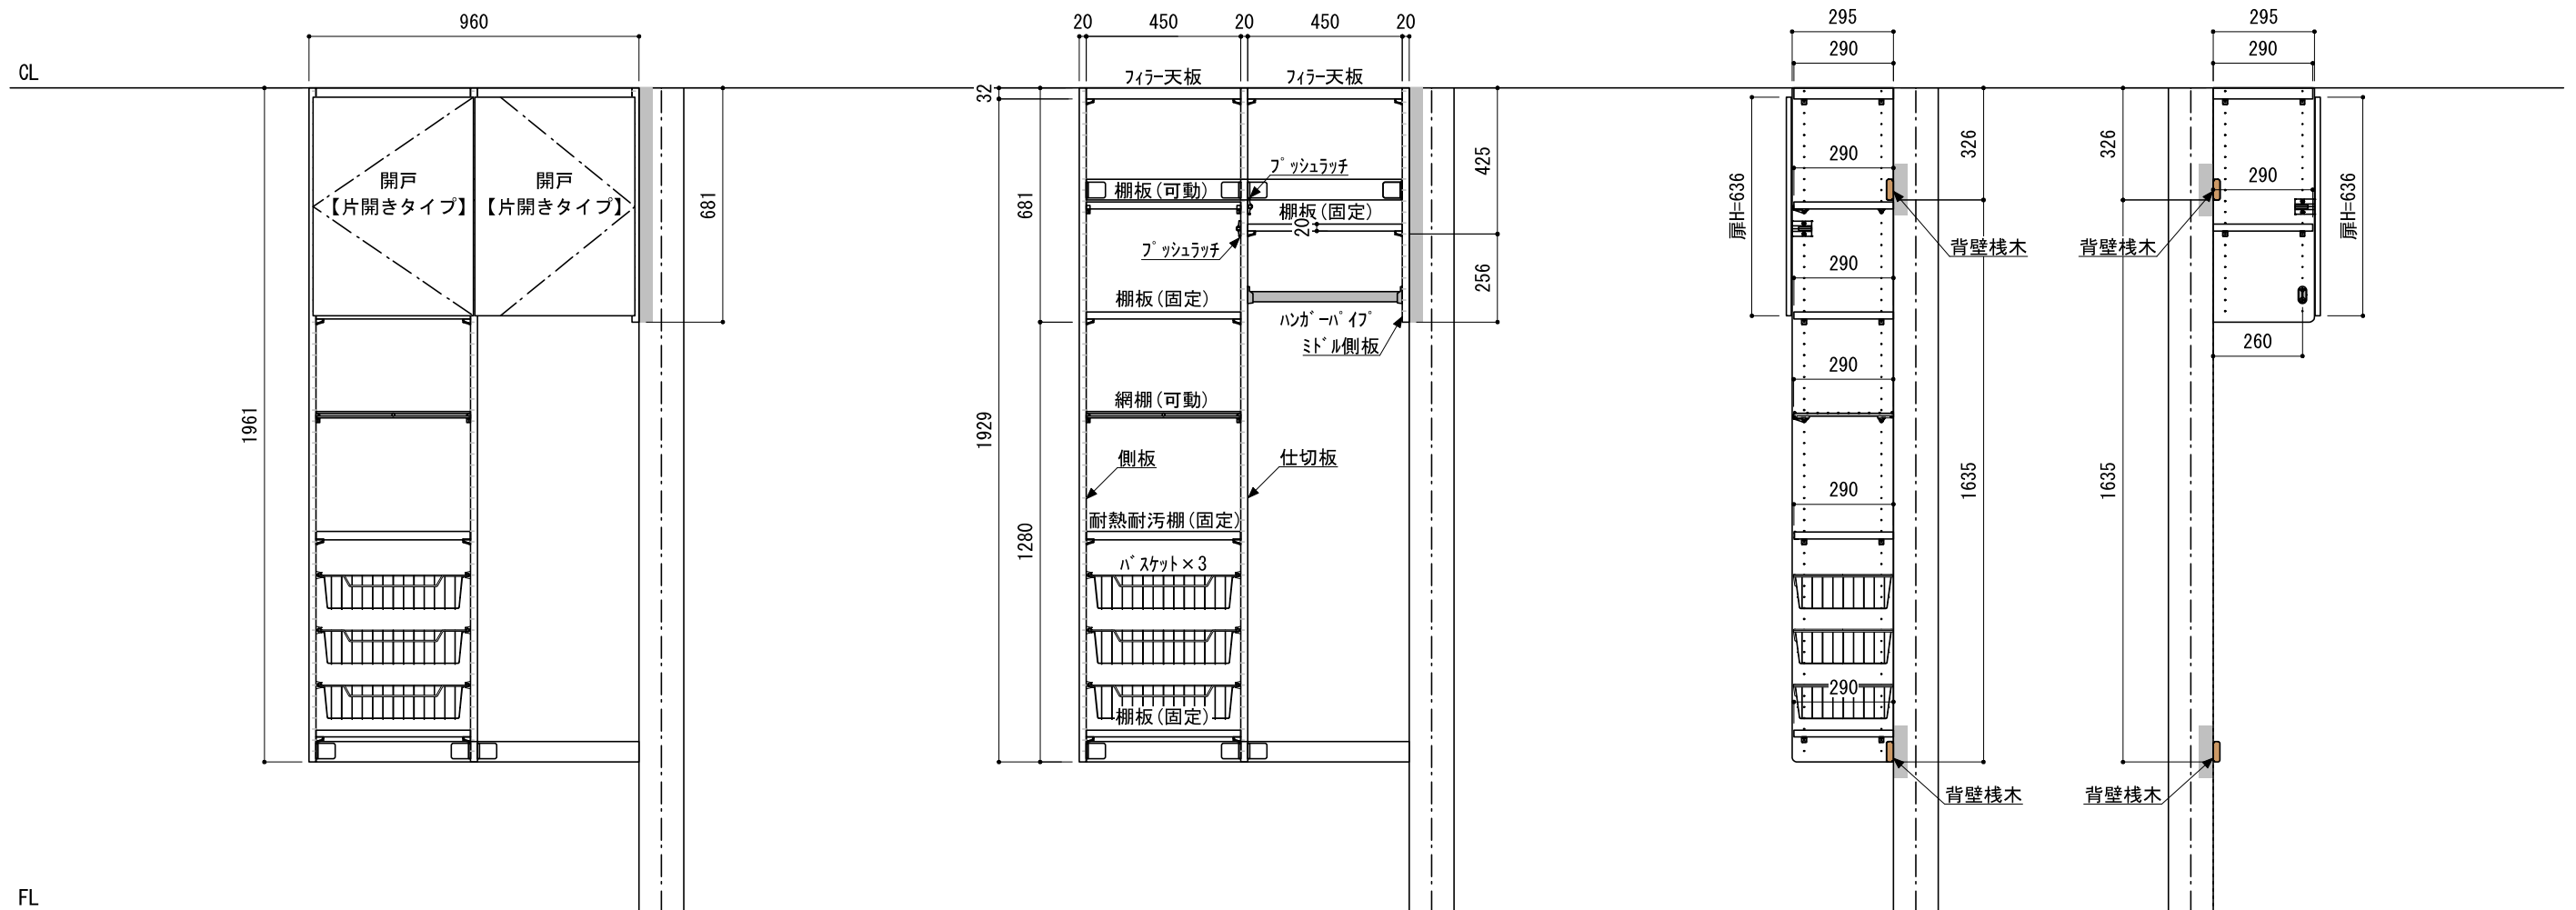 960
20
450
20
450
20
295
295
290
290
CL
フィラー天板
フィラー天板
32
開戸
【片開きタイプ】
開戸
【片開きタイプ】
681
681
棚板(可動)
プッシュラッチ
棚板(固定)
20
プッシュラッチ
425
256
棚板(固定)
ハンガーパイプ
ミドル側板
1961
1929
1280
網棚(可動)
側板
仕切板
耐熱耐汚棚(固定)
バスケット×3
棚板(固定)
扉H=636
290
290
290
290
290
326
背壁桟木
1635
背壁桟木
326
背壁桟木
1635
背壁桟木
290
扉H=636
260
FL